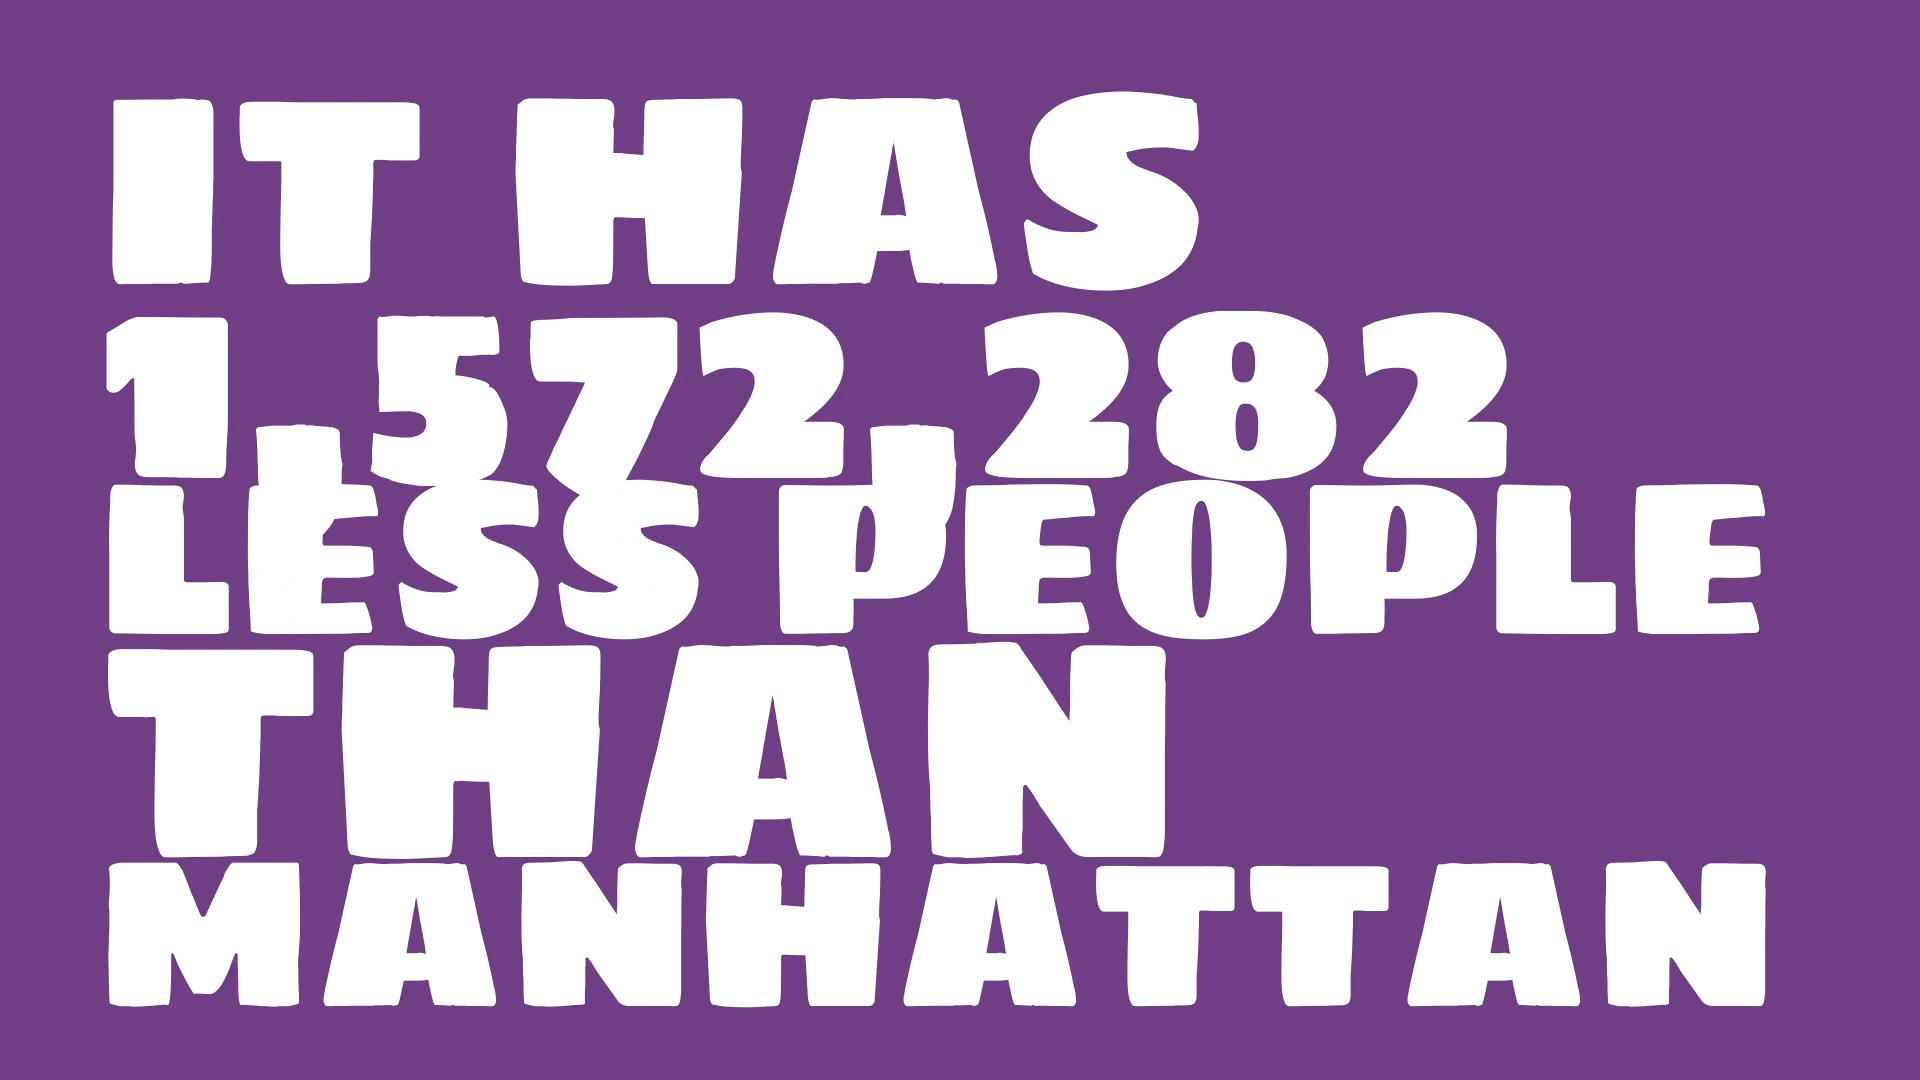 IT HAS
1,572,282
LESS PEOPLE
THAN
MANHATTAN